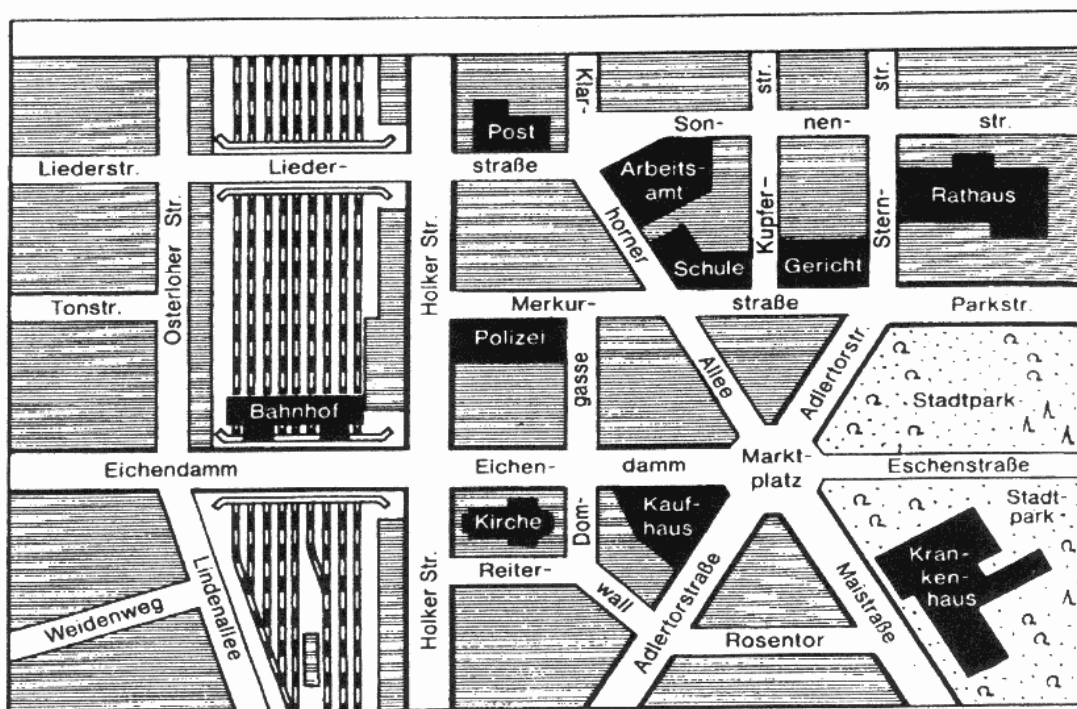 Klar-
str.
str.
Post
Son-
nen-
str.
Liederstr.
Lieder-
straße
Arbeits-
amt
Rathaus
Osterloher Str.
Holker Str.
horner
Kupfer-
Stern-
Schule
Gericht
Tonstr.
Merkur-
straße
Parkstr.
Polizei
gasse
Allee
Adlertorstr.
Stadtpark
Bahnhof
Eichendamm
Eichen-
damm
Markt-
platz
Eschenstraße
Kirche
Dom-
Kauf-
haus
Stadt-
park
Kran-
ken-
haus
Reiter-
wall
Holker Str.
Lindenallee
Weidenweg
Adlertorstraße
Maistraße
Rosentor